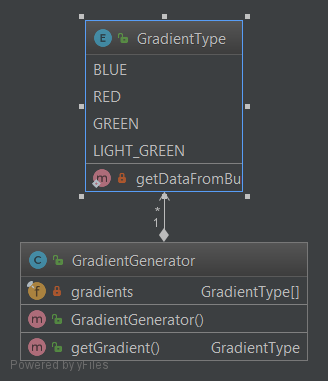 E GradientType
BLUE
RED
GREEN
LIGHT_GREEN
m getDataFromBu
*
1
C GradientGenerator
f gradients GradientType[]
m GradientGenerator()
m getGradient() GradientType
Powered by yFiles